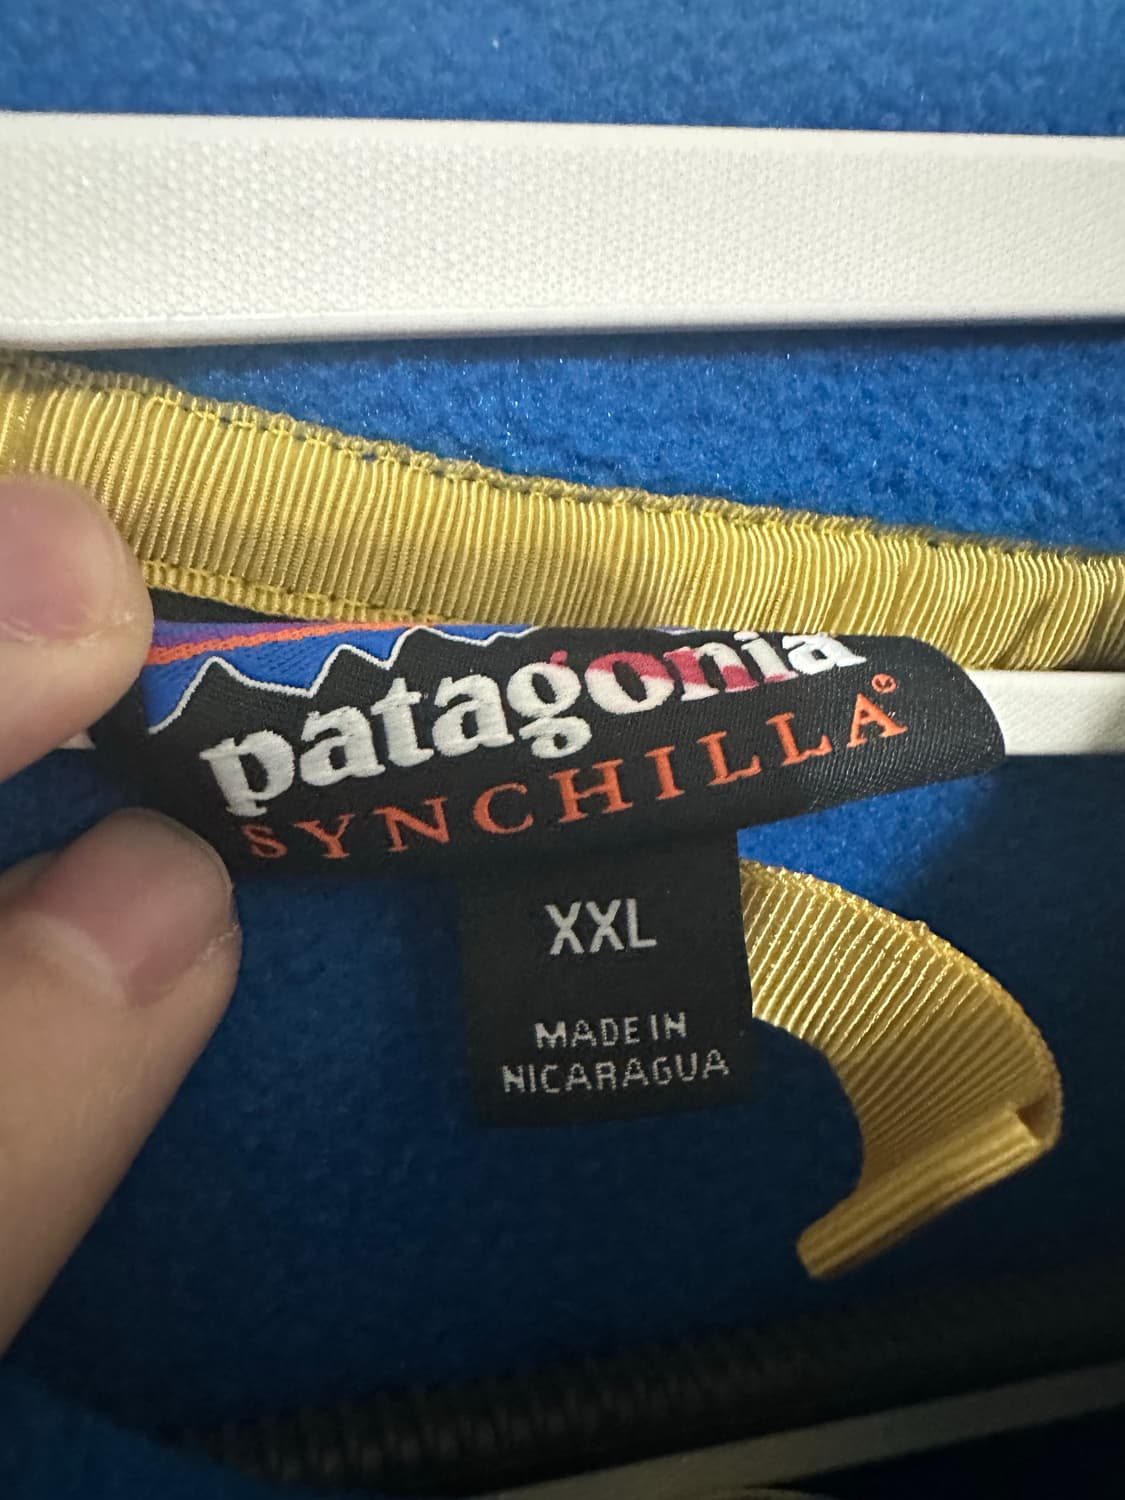 patagonia
SYNCHILLA®
XXL
MADE IN
NICARAGUA